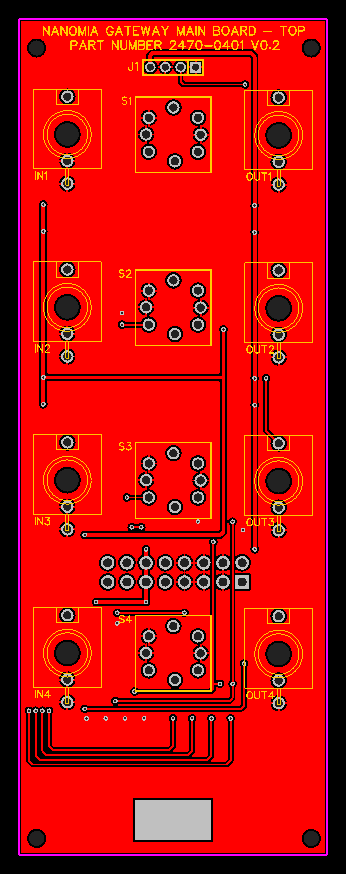 NANOMIA GATEWAY MAIN BOARD - TOP
PART NUMBER 2470-0401 V0.2
J1
S1
IN1
OUT1
S2
IN2
OUT2
S3
IN3
OUT3
S4
IN4
OUT4